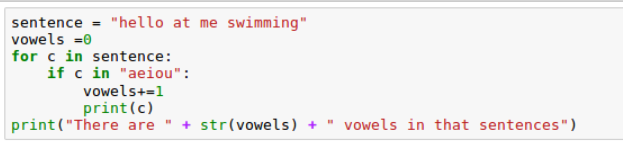 sentence = "hello at me swimming"
vowels =0
for c in sentence:
    if c in "aeiou":
        vowels+=1
        print(c)
print("There are " + str(vowels) + " vowels in that sentences")